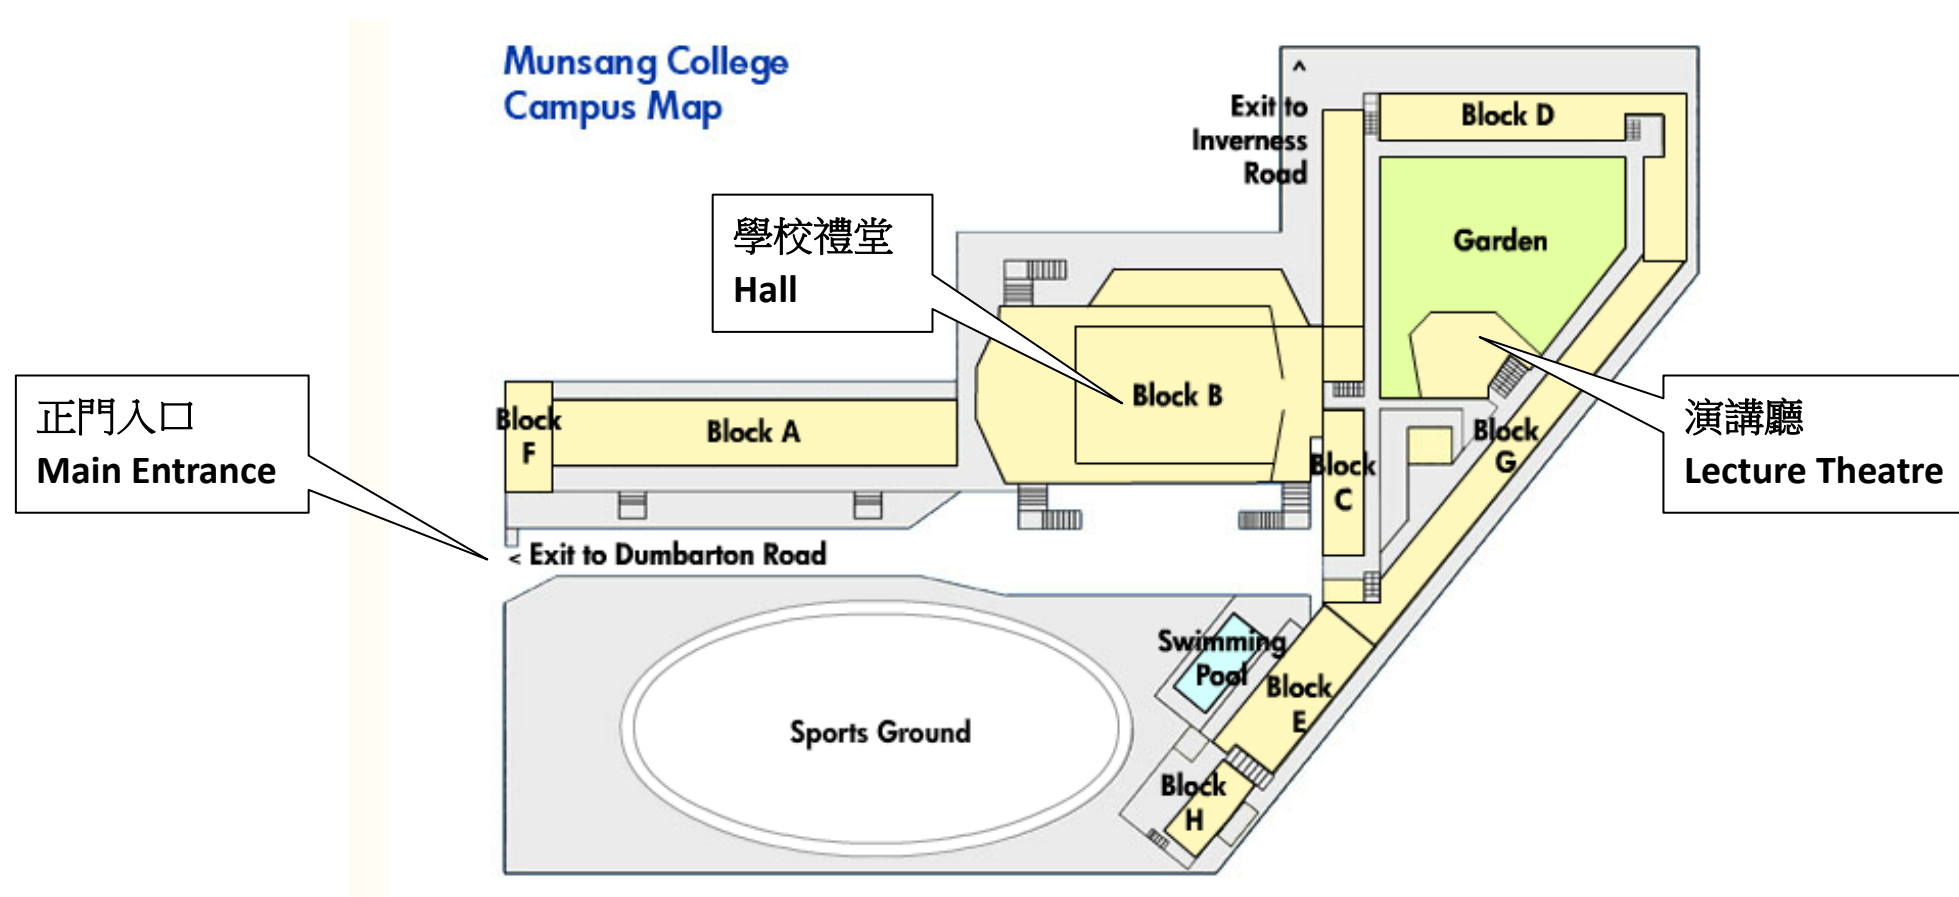 Munsang College
Campus Map
^
Exit to
Inverness
Road
Block D
Garden
學校禮堂
Hall
正門入口
Main Entrance
Block
F
Block A
Block B
Block
C
Block
G
演講廳
Lecture Theatre
< Exit to Dumbarton Road
Swimming
Pool
Block
E
Sports Ground
Block
H